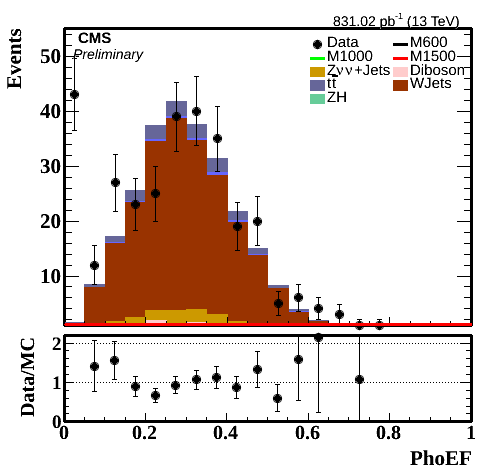 831.02 pb-1 (13 TeV)
CMS
Preliminary
Data
M600
M1000
M1500
Zνν+Jets
Diboson
tt
WJets
ZH
Events
50
40
30
20
10
Data/MC
2
1
0
0
0.2
0.4
0.6
0.8
1
PhoEF